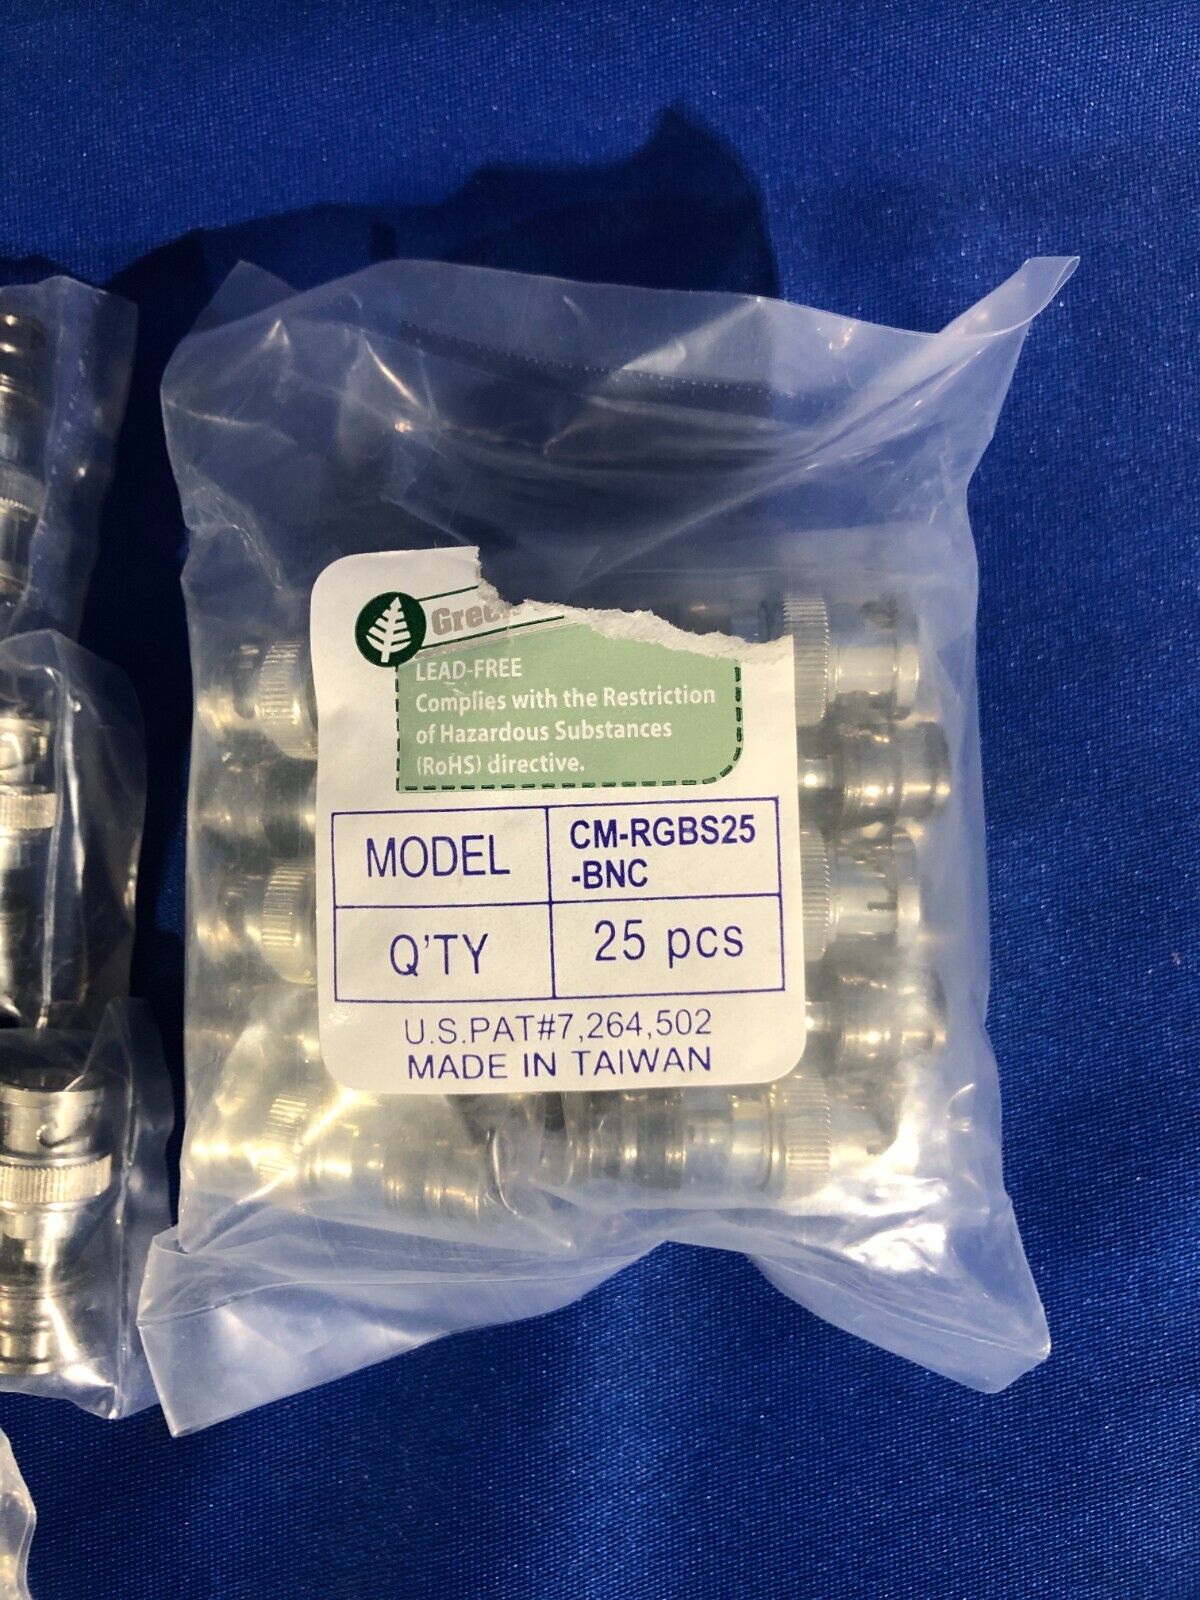 LEAD-FREE
Complies with the Restriction
of Hazardous Substances
(RoHS) directive.
MODEL
CM-RGBS25
-BNC
Q'TY
25 pcs
U.S.PAT#7,264,502
MADE IN TAIWAN